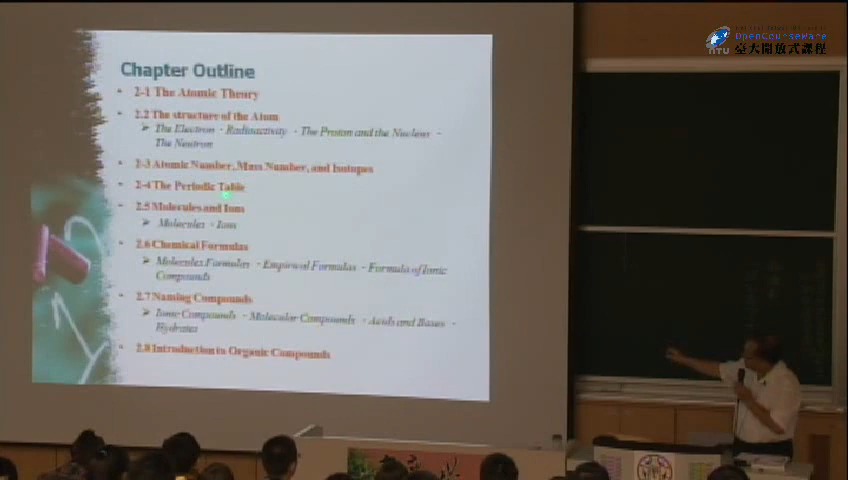 OpenCourseWare
NTU
臺大開放式課程
Chapter Outline
• 2-1 The Atomic Theory
• 2.2 The structure of the Atom
➢ The Electron - Radioactivity - The Proton and the Nucleus -
The Neutron
• 2-3 Atomic Number, Mass Number, and Isotopes
• 2-4 The Periodic Table
• 2.5 Molecules and Ions
➢ Molecules - Ions
• 2.6 Chemical Formulas
➢ Molecules Formulas - Empirical Formulas - Formula of Ionic
Compounds
• 2.7 Naming Compounds
➢ Ionic Compounds - Molecular Compounds - Acids and Bases -
Hydrates
• 2.8 Introduction to Organic Compounds